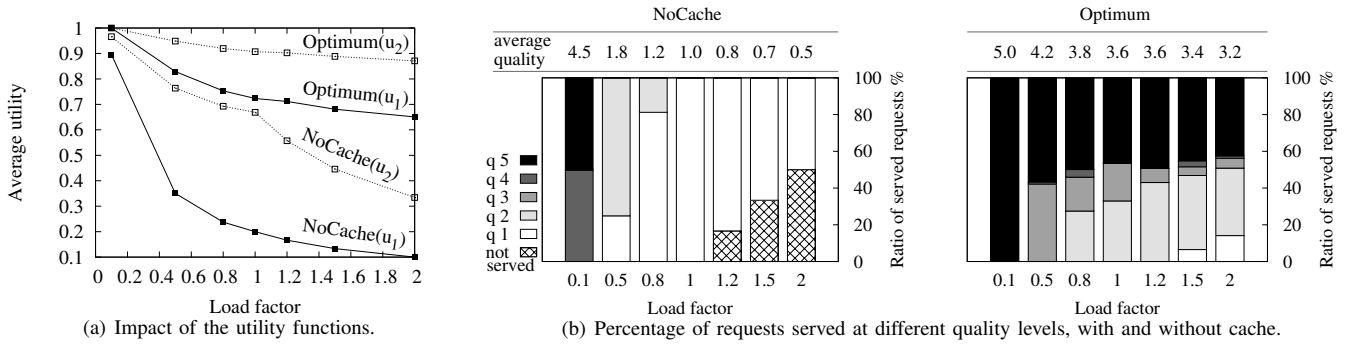 Average utility
1
0.9
0.8
0.7
0.6
0.5
0.4
0.3
0.2
0.1
Optimum(u2)
Optimum(u1)
NoCache(u2)
NoCache(u1)
0 0.2 0.4 0.6 0.8 1 1.2 1.4 1.6 1.8 2
Load factor
(a) Impact of the utility functions.
NoCache
average quality
4.5 1.8 1.2 1.0 0.8 0.7 0.5
q 5
q 4
q 3
q 2
q 1
not
served
100
80
60
40
20
0
Ratio of served requests %
0.1 0.5 0.8 1 1.2 1.5 2
Load factor
Optimum
5.0 4.2 3.8 3.6 3.6 3.4 3.2
100
80
60
40
20
0
Ratio of served requests %
0.1 0.5 0.8 1 1.2 1.5 2
Load factor
(b) Percentage of requests served at different quality levels, with and without cache.